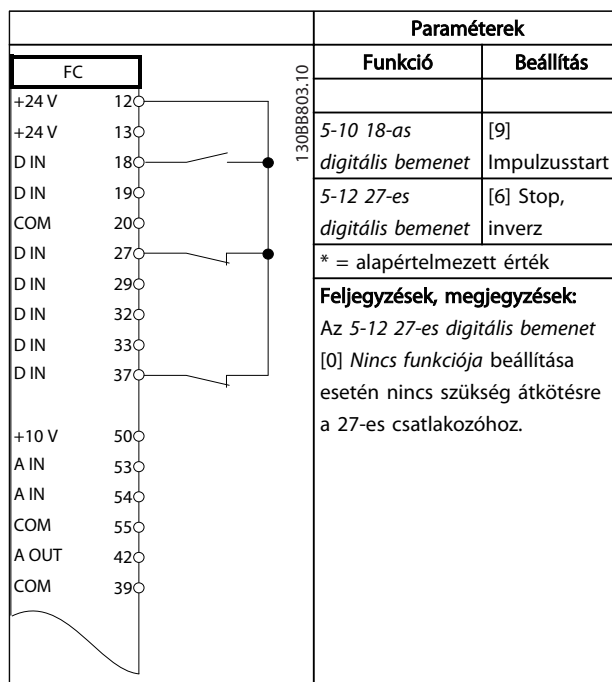 FC
+24 V 12
+24 V 13
D IN 18
D IN 19
COM 20
D IN 27
D IN 29
D IN 32
D IN 33
D IN 37
+10 V 50
A IN 53
A IN 54
COM 55
A OUT 42
COM 39
130BB803.10
Paraméterek
Funkció Beállítás
5-10 18-as [9]
digitális bemenet Impulzusstart
5-12 27-es [6] Stop,
digitális bemenet inverz
* = alapértelmezett érték
Feljegyzések, megjegyzések:
Az 5-12 27-es digitális bemenet
[0] Nincs funkciója beállítása
esetén nincs szükség átkötésre
a 27-es csatlakozóhoz.